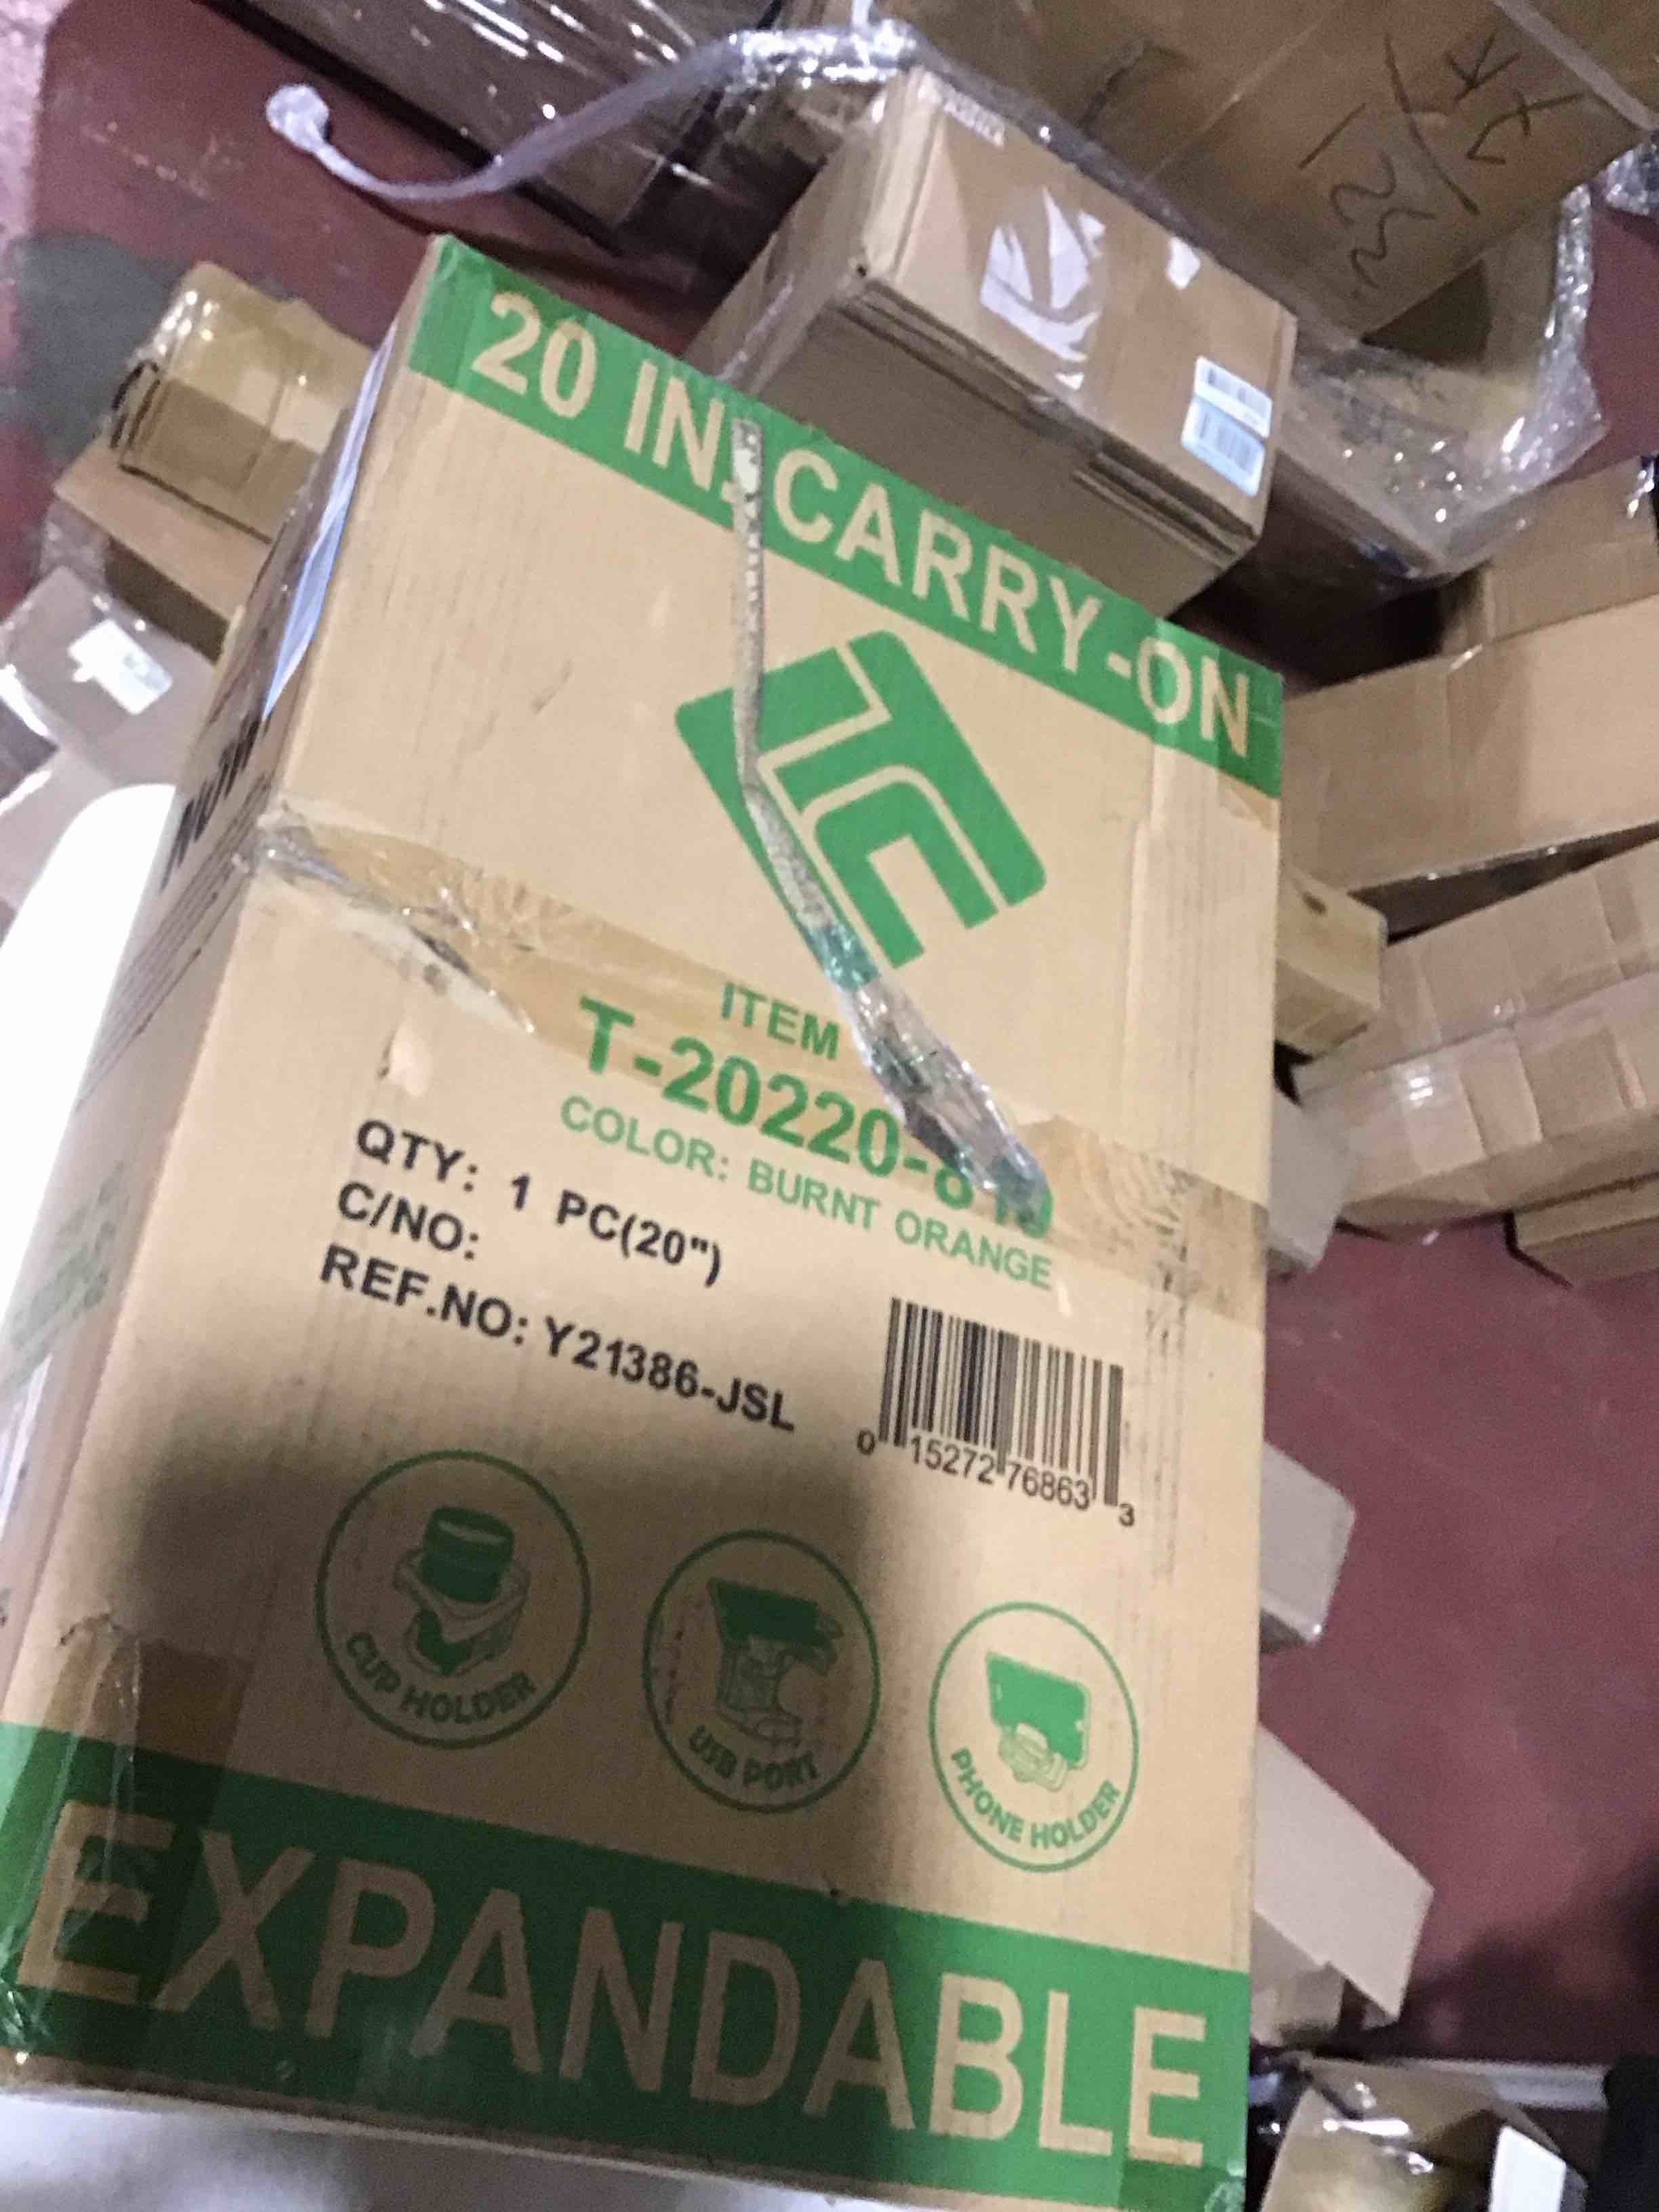 20 IN. CARRY-ON
ITEM
T-20220-819
COLOR: BURNT ORANGE
QTY: 1 PC(20")
C/NO:
REF.NO: Y21386-JSL
0 15272 76863 3
CUP HOLDER
USB PORT
PHONE HOLDER
EXPANDABLE